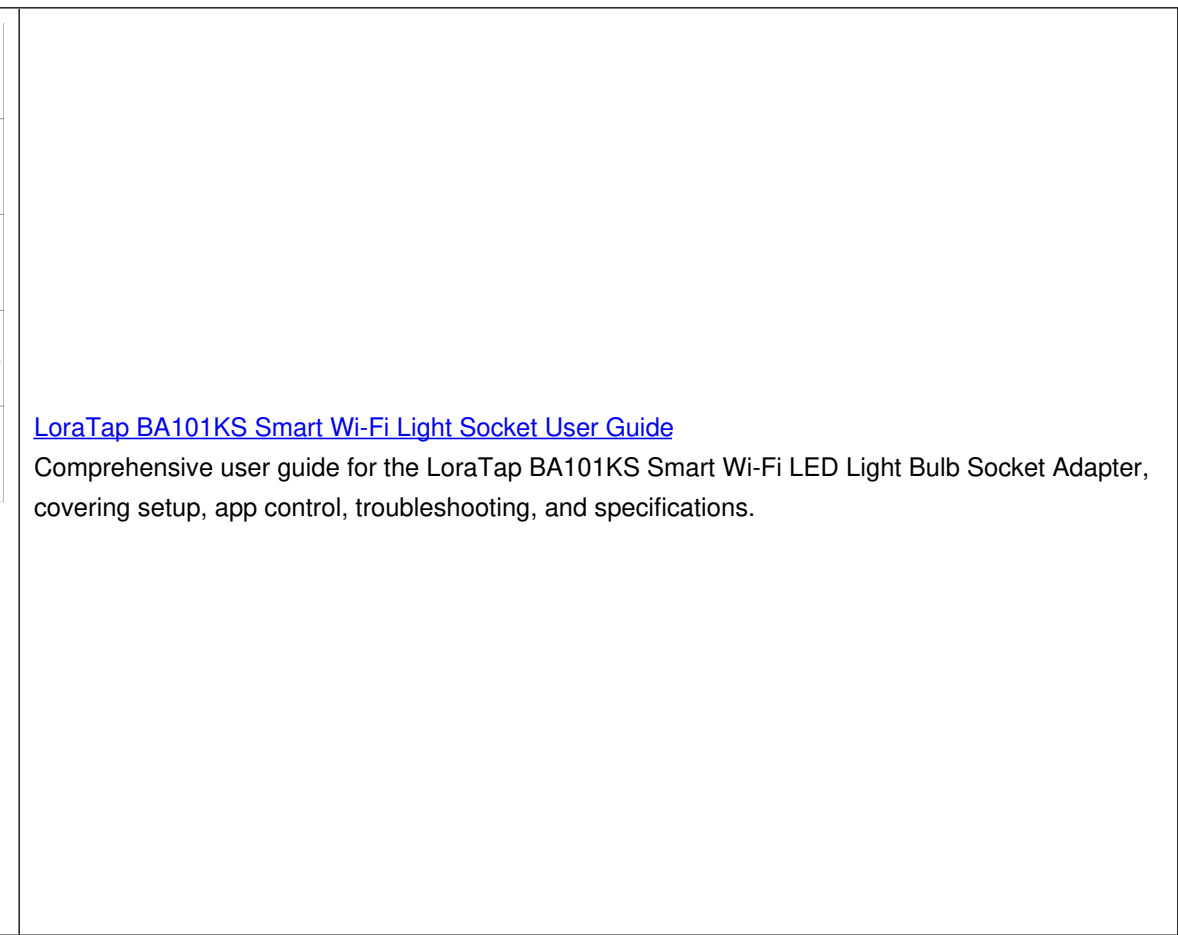 LoraTap BA101KS Smart Wi-Fi Light Socket User Guide
Comprehensive user guide for the LoraTap BA101KS Smart Wi-Fi LED Light Bulb Socket Adapter,
covering setup, app control, troubleshooting, and specifications.